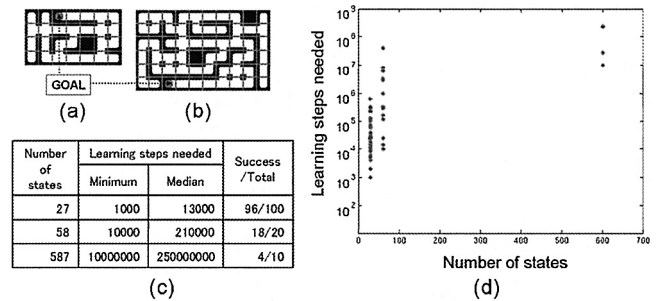 GOAL
(a)
(b)
Number of states
Learning steps needed
Success /Total
Minimum
Median
27 1000 13000 96/100
58 10000 210000 18/20
587 10000000 250000000 4/10
(c)
Learning steps needed
10^9
10^8
10^7
10^6
10^5
10^4
10^3
10^2
0 100 200 300 400 500 600 700
Number of states
(d)